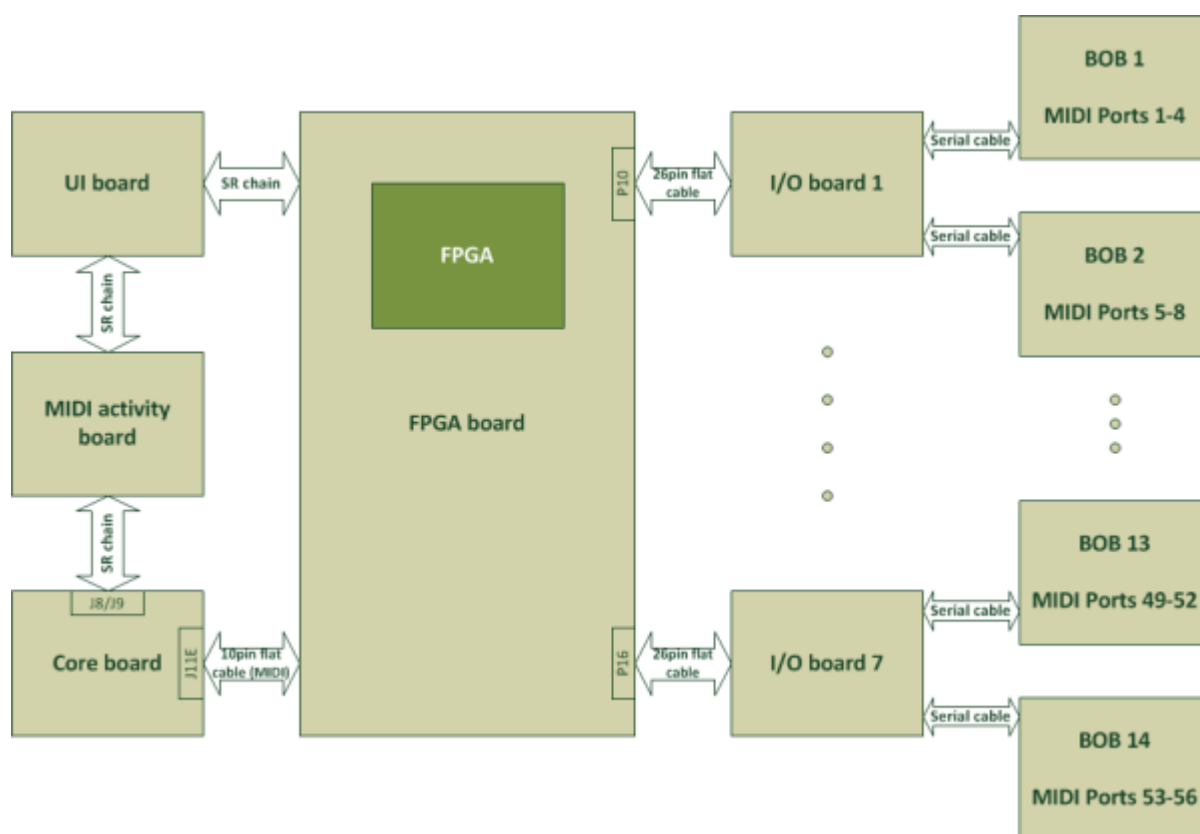 BOB 1
MIDI Ports 1-4
UI board
SR chain
P10
26pin flat
cable
I/O board 1
Serial cable
Serial cable
BOB 2
MIDI Ports 5-8
FPGA
SR chain
MIDI activity
board
FPGA board
SR chain
BOB 13
MIDI Ports 49-52
J8/J9
Core board
J11E
10pin flat
cable (MIDI)
P16
26pin flat
cable
I/O board 7
Serial cable
Serial cable
BOB 14
MIDI Ports 53-56